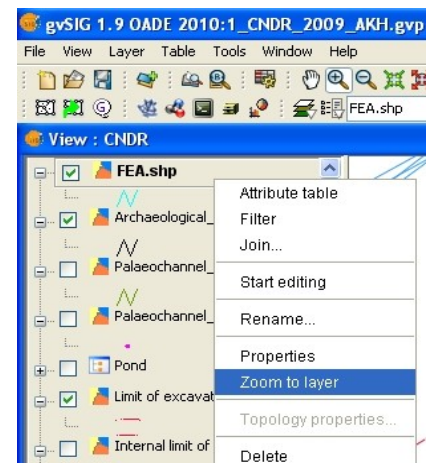 gvSIG 1.9 OADE 2010:1_CNDR_2009_AKH.gvp
File View Layer Table Tools Window Help
FEA.shp
View : CNDR
FEA.shp
Archaeological_
Palaeochannel_
Palaeochannel_
Pond
Limit of excavat
Internal limit of
Attribute table
Filter
Join...
Start editing
Rename...
Properties
Zoom to layer
Topology properties...
Delete